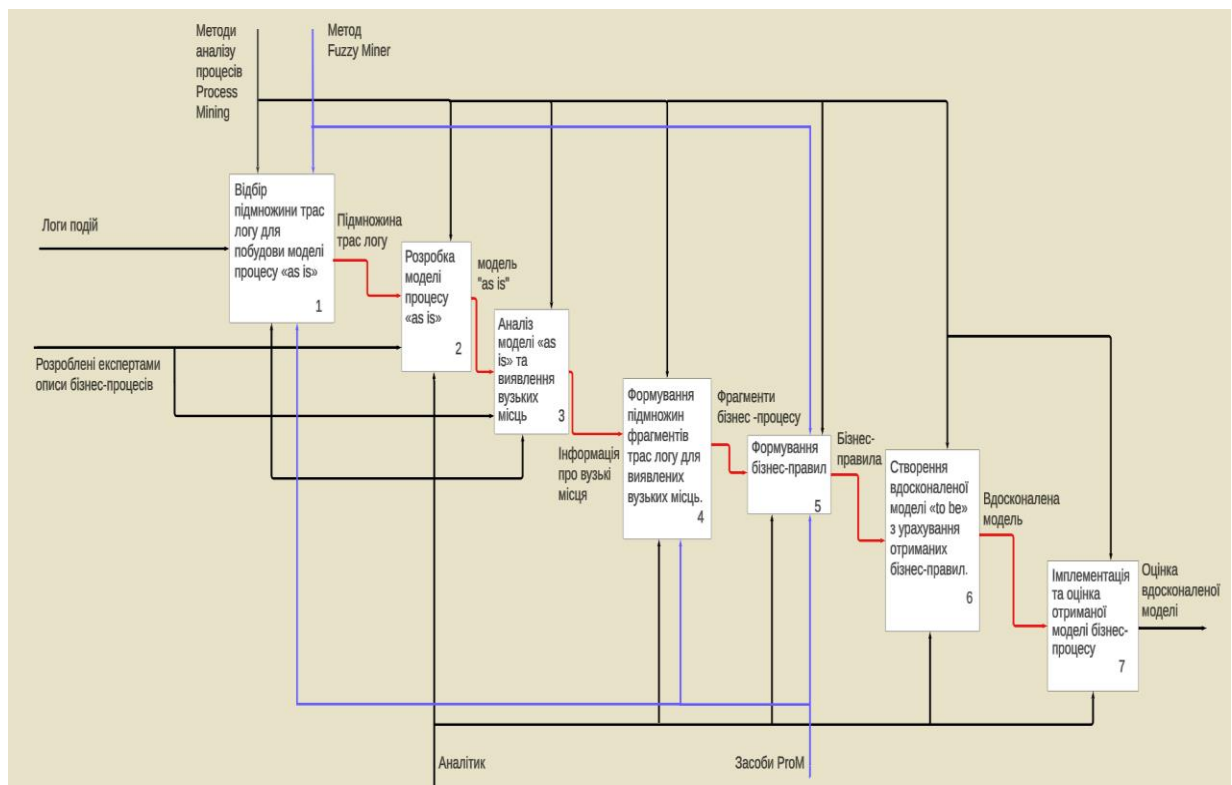 Методи
аналізу
процесів
Process
Mining
Метод
Fuzzy Miner
Логи подій
Відбір
підмножини трас
логу для
побудови моделі
процесу «as is»
1
Підмножина
трас логу
Розробка
моделі
процесу
«as is»
2
модель
"as is"
Розроблені експертами
описи бізнес-процесів
Аналіз
моделі «as
is» та
виявлення
вузьких
місць
3
Інформація
про вузькі
місця
Формування
підмножин
фрагментів
трас логу для
виявлених
вузьких місць.
4
Фрагменти
бізнес -процесу
Формування
бізнес-правил
5
Бізнес-
правила
Створення
вдосконаленої
моделі «to be»
з урахування
отриманих
бізнес-правил.
6
Вдосконалена
модель
Імплементація
та оцінка
отриманої
моделі бізнес-
процесу
7
Оцінка
вдосконаленої
моделі
Аналітик
Засоби ProM